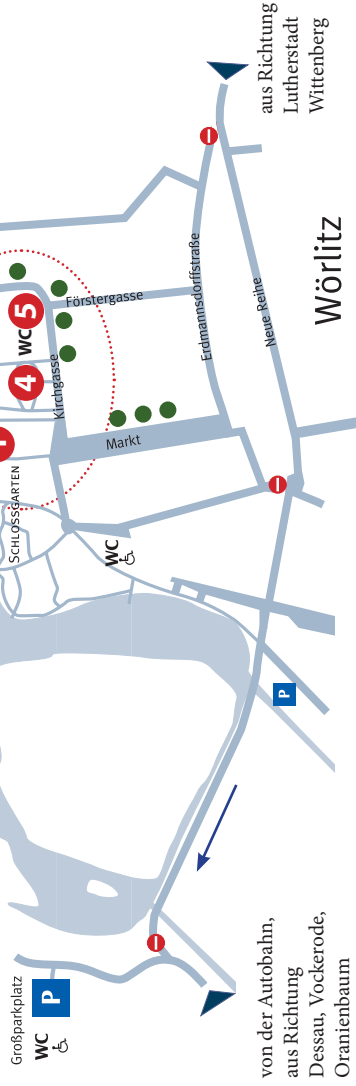 Großparkplatz
WC
P
von der Autobahn,
aus Richtung
Dessau, Vockerode,
Oranienbaum
P
WC
SCHLOSSGARTEN
Markt
Kirchgasse
4
WC
5
Förstergasse
Erdmannsdorffstraße
Neue Reihe
Wörlitz
aus Richtung
Lutherstadt
Wittenberg